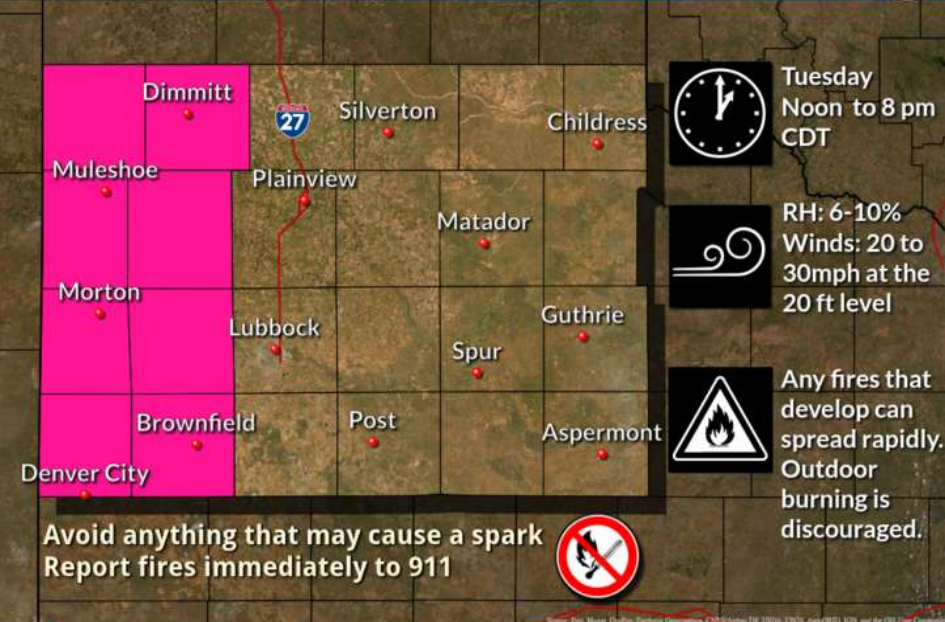 Dimmitt
27
Silverton
Childress
Muleshoe
Plainview
Matador
Morton
Lubbock
Guthrie
Spur
Brownfield
Post
Aspermont
Denver City
Tuesday
Noon to 8 pm
CDT
RH: 6-10%
Winds: 20 to
30mph at the
20 ft level
Any fires that
develop can
spread rapidly.
Outdoor
burning is
discouraged.
Avoid anything that may cause a spark
Report fires immediately to 911